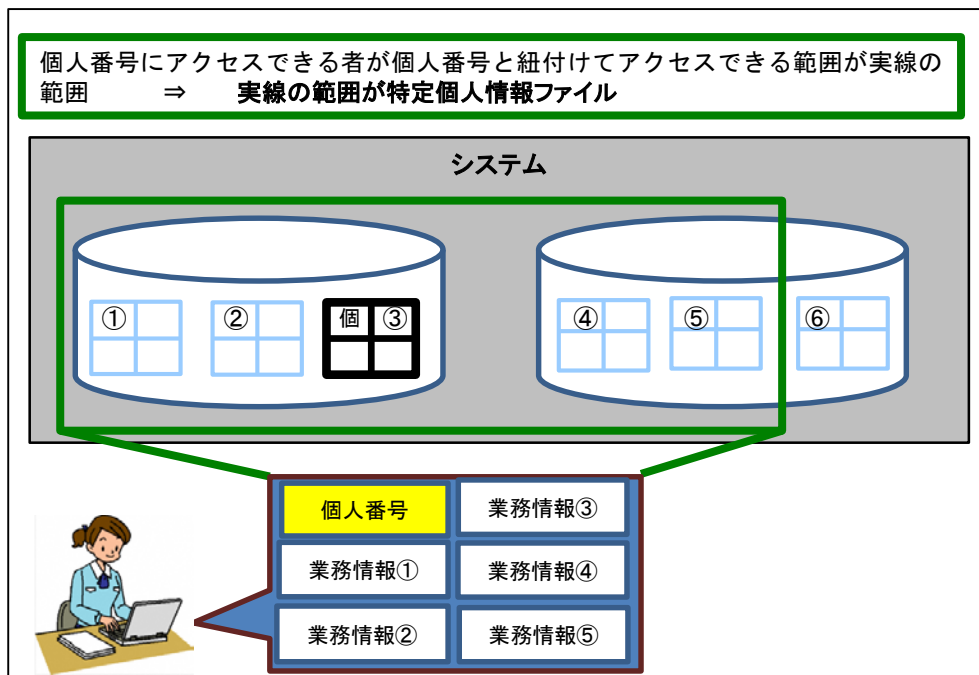 個人番号にアクセスできる者が個人番号と紐付けてアクセスできる範囲が実線の
範囲　　　⇒　　実線の範囲が特定個人情報ファイル
システム
① ② 個 ③ ④ ⑤ ⑥
個人番号 業務情報③
業務情報① 業務情報④
業務情報② 業務情報⑤